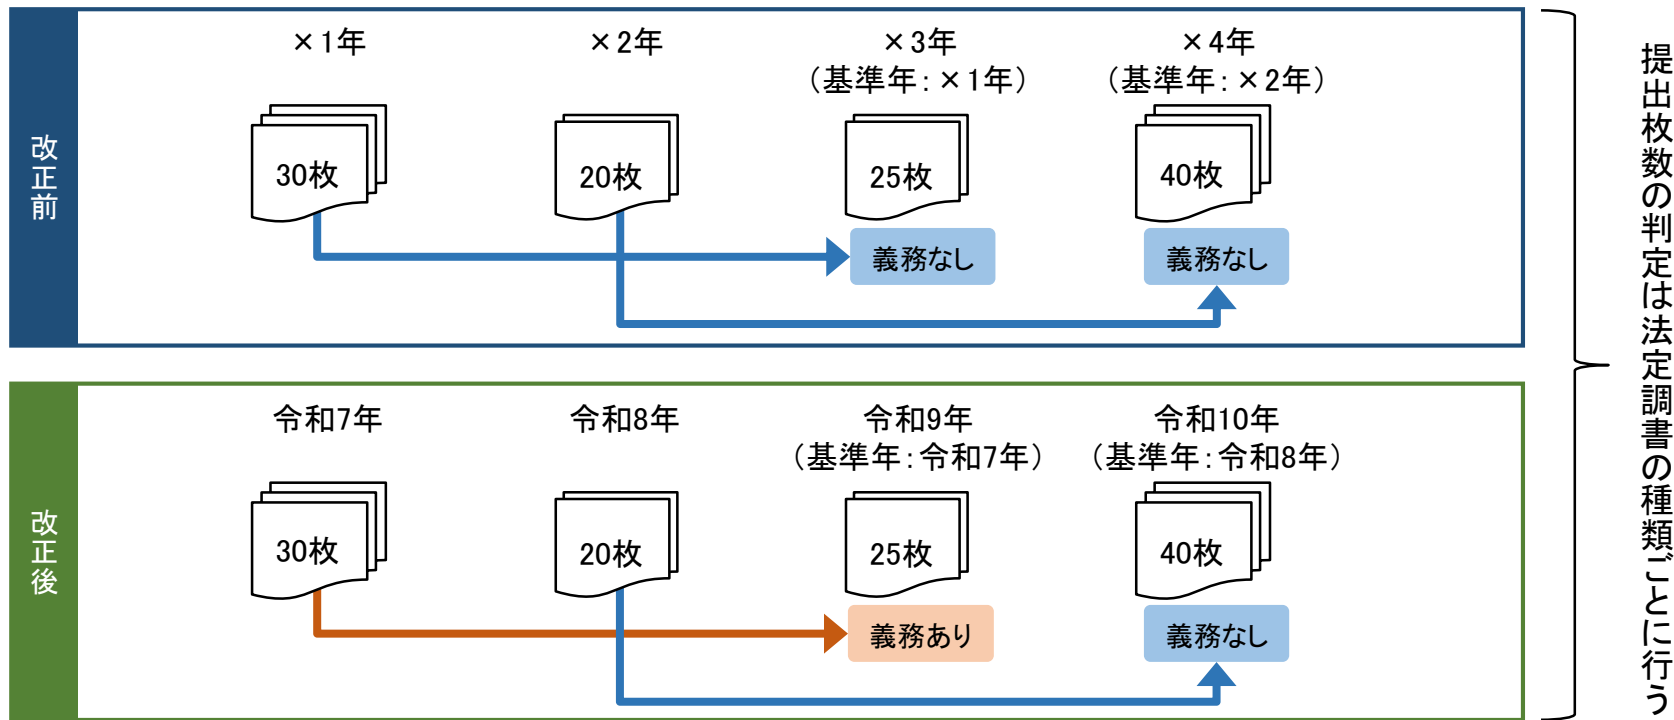 改正前
×1年
×2年
×3年
（基準年：×1年）
×4年
（基準年：×2年）
30枚
20枚
25枚
40枚
義務なし
義務なし
改正後
令和7年
令和8年
令和9年
（基準年：令和7年）
令和10年
（基準年：令和8年）
30枚
20枚
25枚
40枚
義務あり
義務なし
提出枚数の判定は法定調書の種類ごとに行う